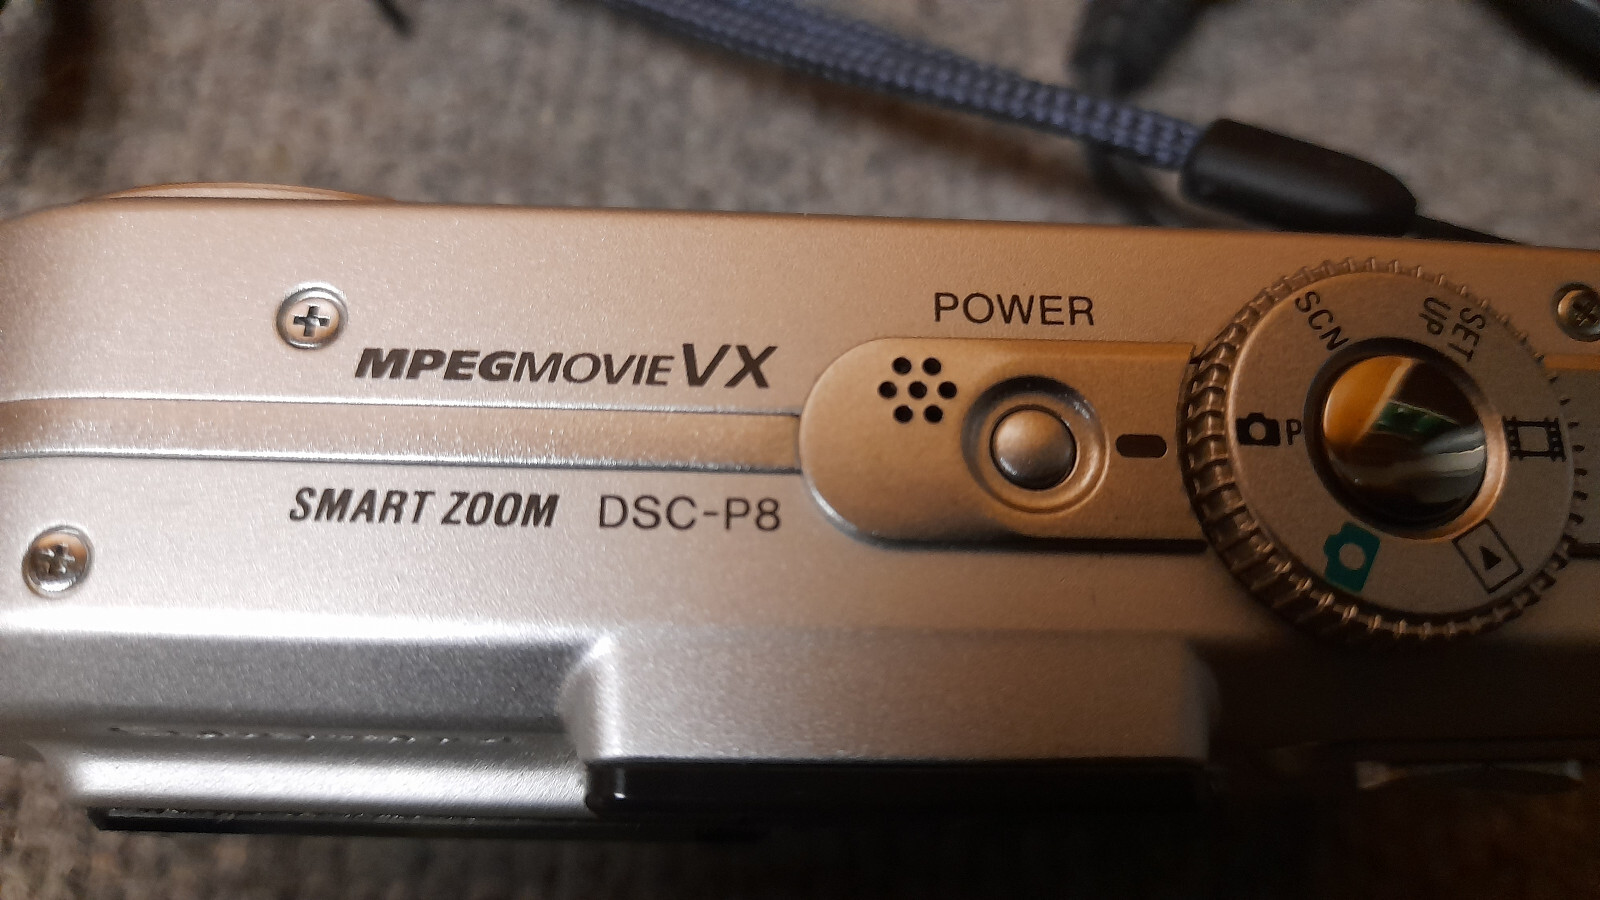 POWER
MPEGMOVIE VX
SMART ZOOM DSC-P8
SCN
SET
UP
P